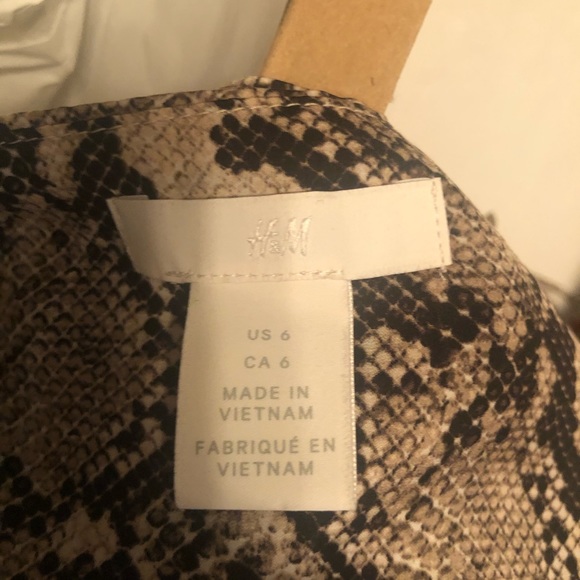 H&M
US 6
CA 6
MADE IN
VIETNAM
FABRIQUÉ EN
VIETNAM